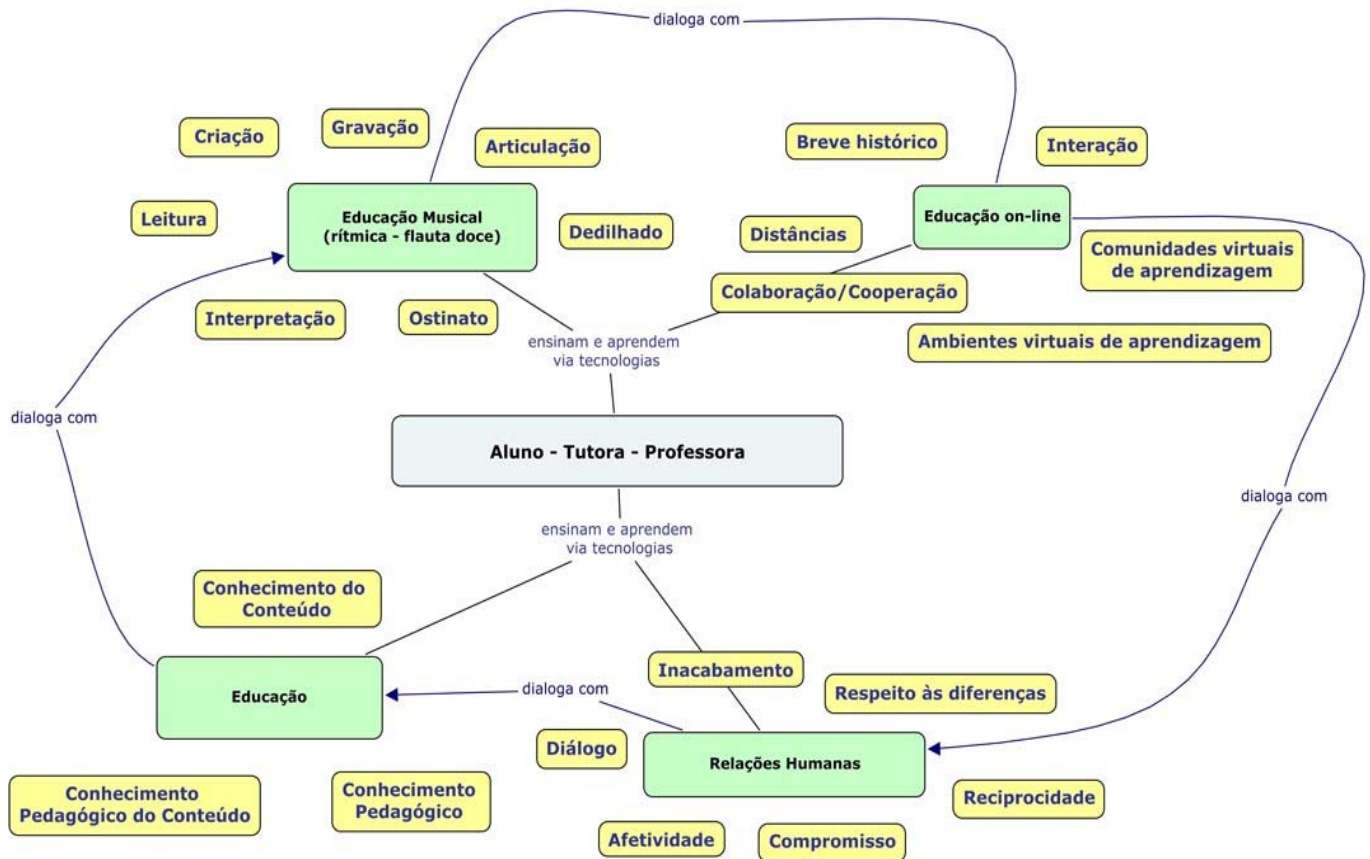 dialoga com
Criação
Gravação
Articulação
Breve histórico
Interação
Leitura
Educação Musical
(rítmica - flauta doce)
Dedilhado
Distâncias
Educação on-line
Comunidades virtuais
de aprendizagem
Interpretação
Ostinato
Colaboração/Cooperação
Ambientes virtuais de aprendizagem
ensinam e aprendem
via tecnologias
dialoga com
Aluno - Tutora - Professora
dialoga com
ensinam e aprendem
via tecnologias
Conhecimento do
Conteúdo
Inacabamento
Respeito às diferenças
Educação
dialoga com
Diálogo
Relações Humanas
Conhecimento
Pedagógico do Conteúdo
Conhecimento
Pedagógico
Reciprocidade
Afetividade
Compromisso